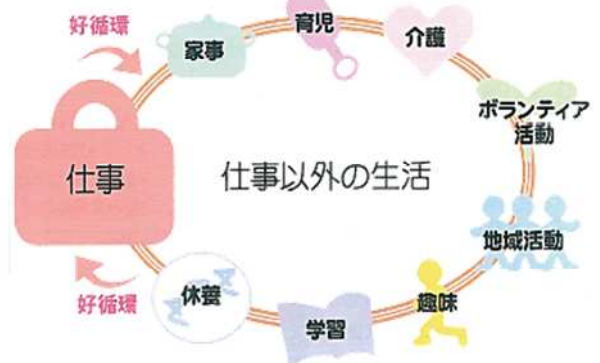 好循環
家事
育児
介護
ボランティア
活動
仕事
仕事以外の生活
地域活動
趣味
学習
休養
好循環